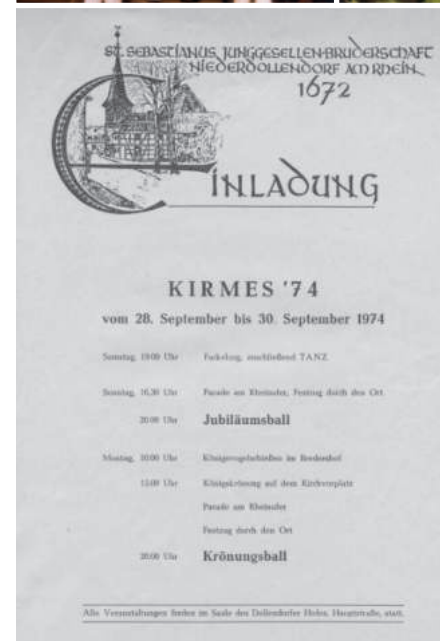 ST. SEBASTIANUS JUNGGESELLEN-BRUDERSCHAFT
NIEDERDOLLENDORF AM RHEIN
1672
EINLADUNG
KIRMES '74
vom 28. September bis 30. September 1974
Samstag, 19.00 Uhr Fackelzug, anschließend TANZ
Sonntag, 16.30 Uhr Parade am Rheinufer, Festzug durch den Ort
20.00 Uhr Jubiläumsball
Montag, 10.00 Uhr Königsvogelschießen im Bredershof
15.00 Uhr Königskrönung auf dem Kirchvorplatz
Parade am Rheinufer
Festzug durch den Ort
20.00 Uhr Krönungsball
Alle Veranstaltungen finden im Saale des Dollendorfer Hofes, Hauptstraße, statt.